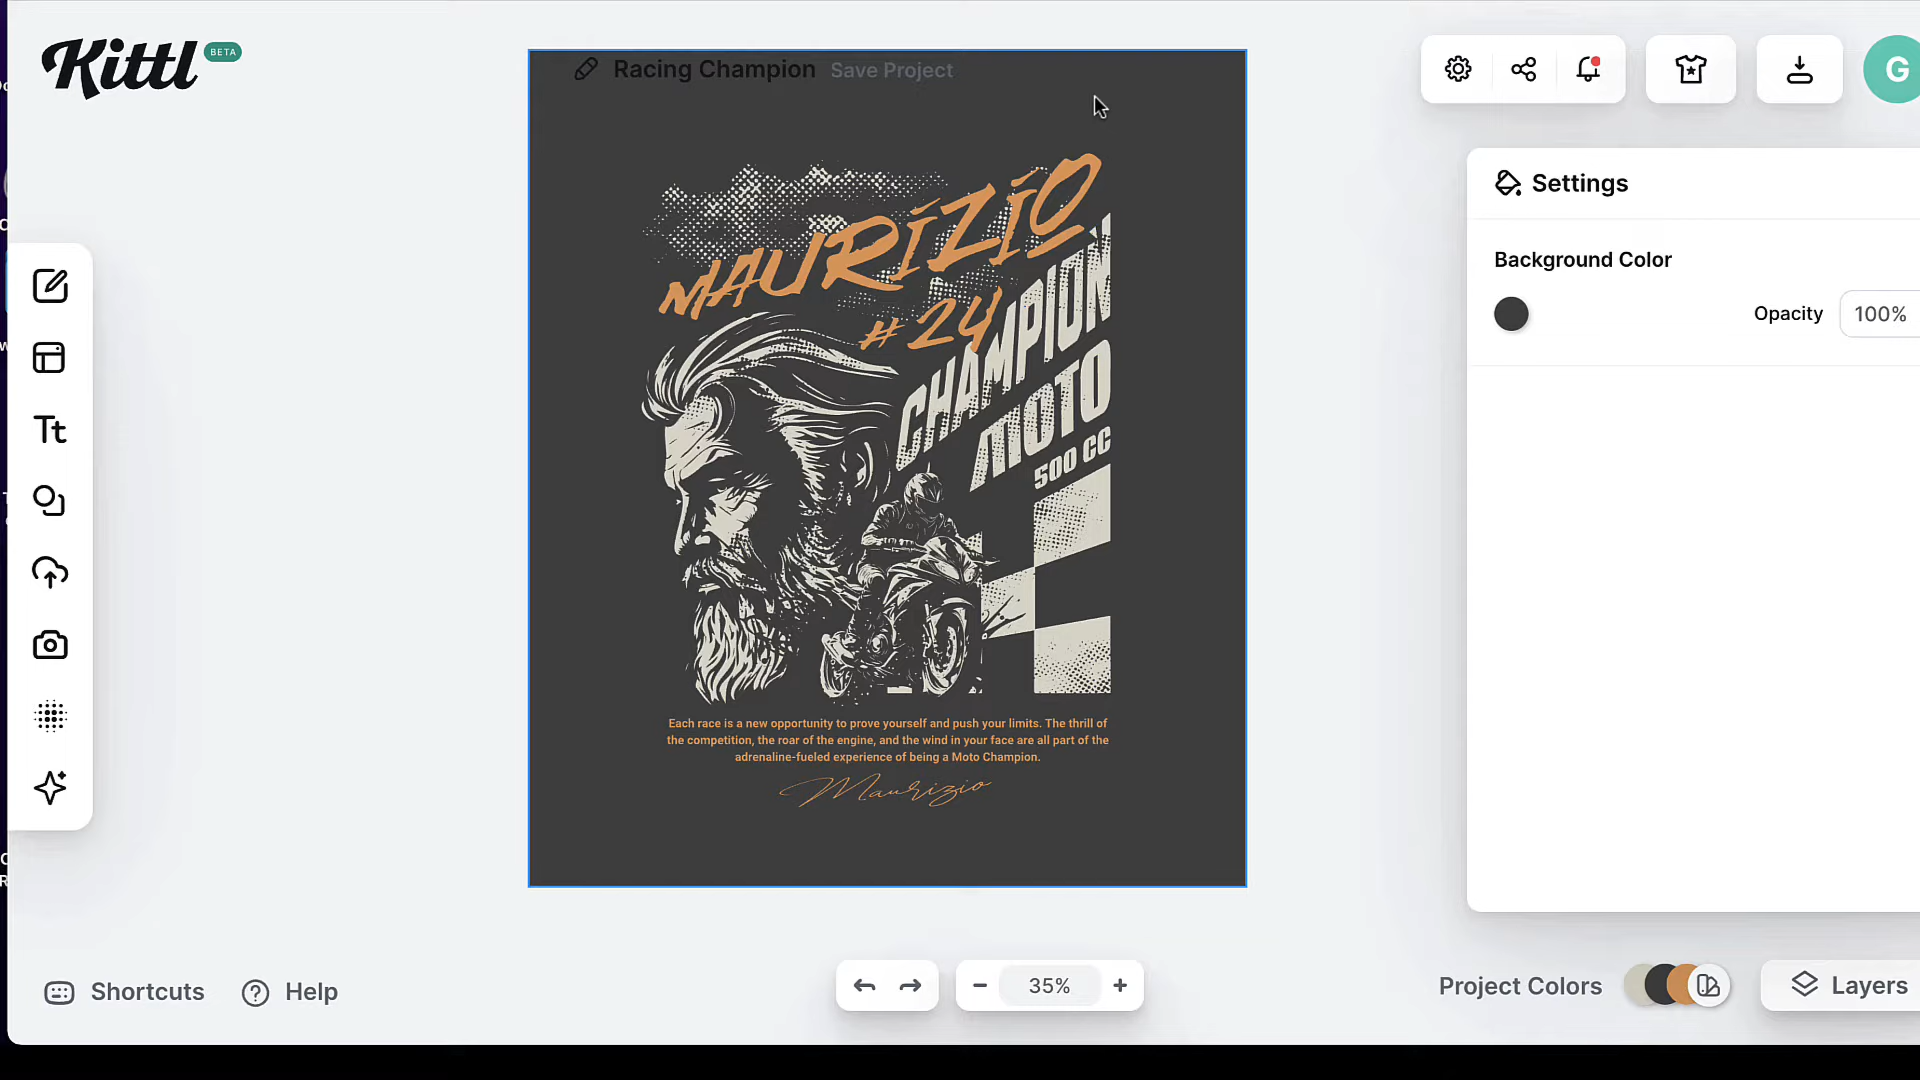 Kittl BETA
Racing Champion Save Project
G
Settings
Background Color
Opacity 100%
Tt
MAURIZIO
#24
CHAMPION
MOTO
500 CC
Each race is a new opportunity to prove yourself and push your limits. The thrill of
the competition, the roar of the engine, and the wind in your face are all part of the
adrenaline-fueled experience of being a Moto Champion.
Maurizio
Shortcuts
Help
35%
Project Colors
Layers